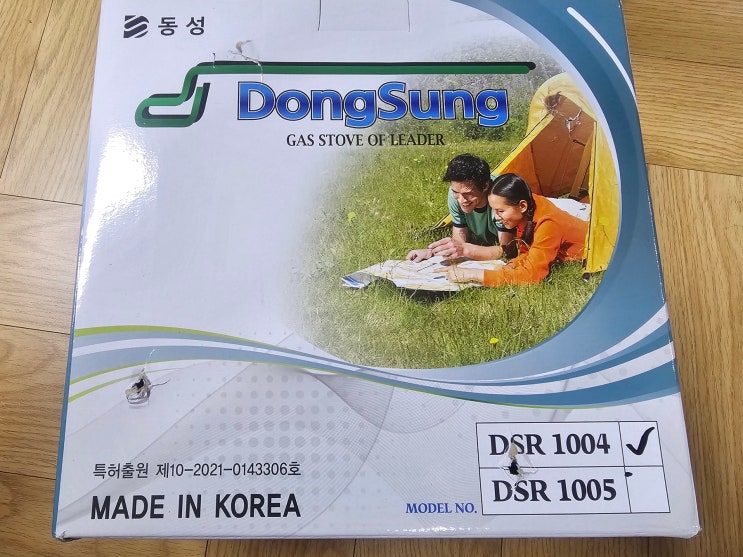 동성
DongSung
GAS STOVE OF LEADER
특허출원 제10-2021-0143306호
MADE IN KOREA
MODEL NO.
DSR 1004 ✓
DSR 1005